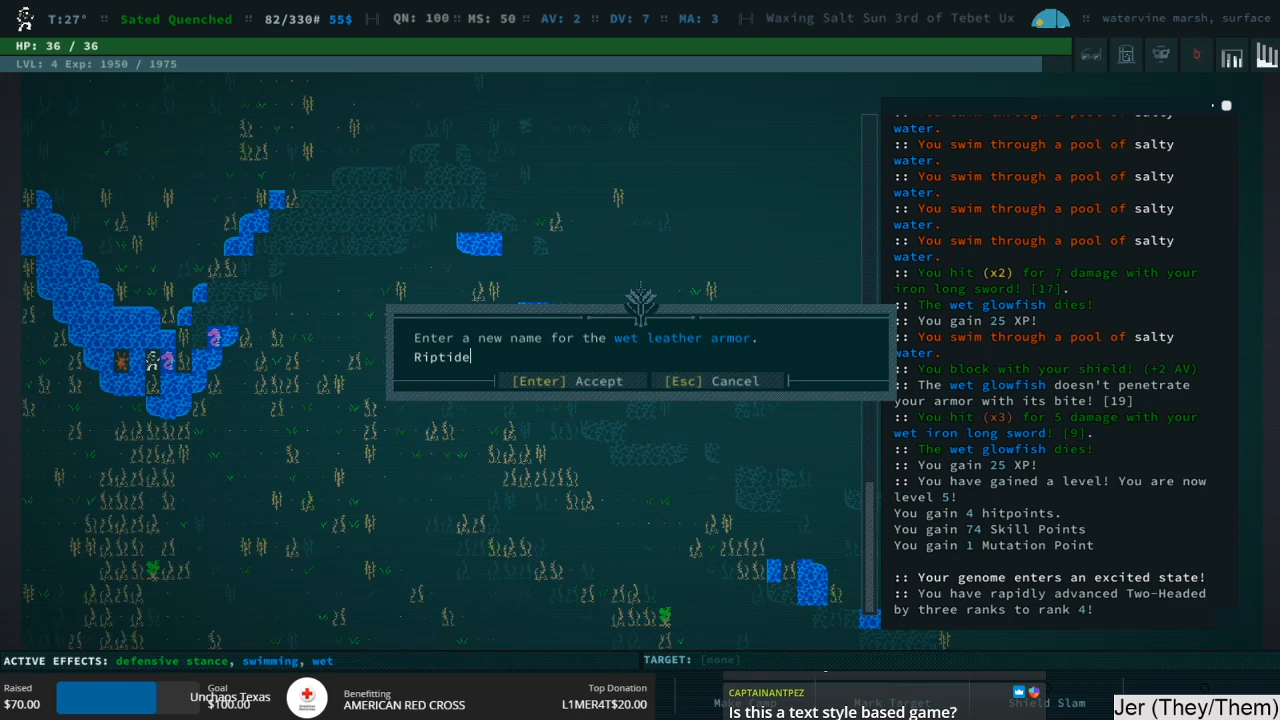 T:27° :: Sated Quenched :: 82/330# 55$ QN: 100 :: MS: 50 :: AV: 2 :: DV: 7 :: MA: 3 Waxing Salt Sun 3rd of Tebet Ux :: watervine marsh, surface
HP: 36 / 36
LVL: 4 Exp: 1950 / 1975
water.
:: You swim through a pool of salty
water.
:: You swim through a pool of salty
water.
:: You swim through a pool of salty
water.
:: You swim through a pool of salty
water.
:: You hit (x2) for 7 damage with your
iron long sword! [17].
:: The wet glowfish dies!
:: You gain 25 XP!
:: You swim through a pool of salty
water.
:: You block with your shield! (+2 AV)
:: The wet glowfish doesn't penetrate
your armor with its bite! [19]
:: You hit (x3) for 5 damage with your
wet iron long sword! [9].
:: The wet glowfish dies!
:: You gain 25 XP!
:: You have gained a level! You are now
level 5!
You gain 4 hitpoints.
You gain 74 Skill Points
You gain 1 Mutation Point
:: Your genome enters an excited state!
:: You have rapidly advanced Two-Headed
by three ranks to rank 4!
Enter a new name for the wet leather armor.
Riptide
[Enter] Accept [Esc] Cancel
ACTIVE EFFECTS: defensive stance, swimming, wet
TARGET: [none]
Raised
$70.00
Goal
$100.00
Unchaos Texas
Benefitting
AMERICAN RED CROSS
Top Donation
L1MER4T$20.00
CAPTAINANTPEZ
Is this a text style based game?
Mark Target
Shield Slam
Jer (They/Them)